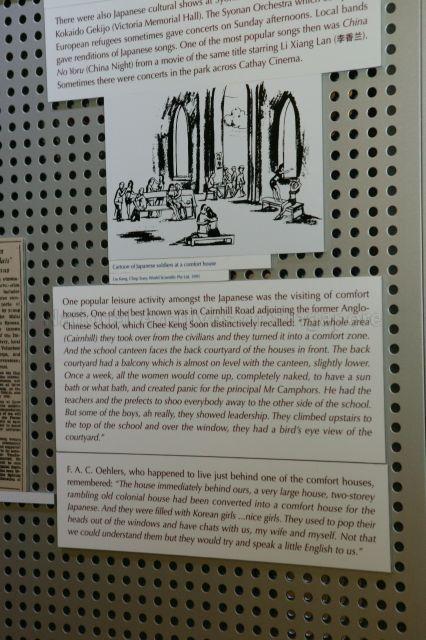 There were also Japanese cultural shows at
Kokaido Gekijo (Victoria Memorial Hall). The Syonan Orchestra which
European refugees sometimes gave concerts on Sunday afternoons. Local bands
gave renditions of Japanese songs. One of the most popular songs then was China
No Yoru (China Night) from a movie of the same title starring Li Xiang Lan (李香兰).
Sometimes there were concerts in the park across Cathay Cinema.
Cartoon of Japanese soldiers at a comfort house
One popular leisure activity amongst the Japanese was the visiting of comfort
houses. One of the best known was in Cairnhill Road adjoining the former Anglo-
Chinese School, which Chee Keng Soon distinctively recalled: "That whole area
(Cairnhill) they took over from the civilians and they turned it into a comfort zone.
And the school canteen faces the back courtyard of the houses in front. The back
courtyard had a balcony which is almost on level with the canteen, slightly lower.
Once a week, all the women would come up, completely naked, to have a sun
bath or what bath, and created panic for the principal Mr Camphors. He had the
teachers and the prefects to shoo everybody away to the other side of the school.
But some of the boys, ah really, they showed leadership. They climbed upstairs to
the top of the school and over the window, they had a bird's eye view of the
courtyard."
F. A. C. Oehlers, who happened to live just behind one of the comfort houses,
remembered: "The house immediately behind ours, a very large house, two-storey
rambling old colonial house had been converted into a comfort house for the
Japanese. And they were filled with Korean girls ...nice girls. They used to pop their
heads out of the windows and have chats with us, my wife and myself. Not that
we could understand them but they would try and speak a little English to us."